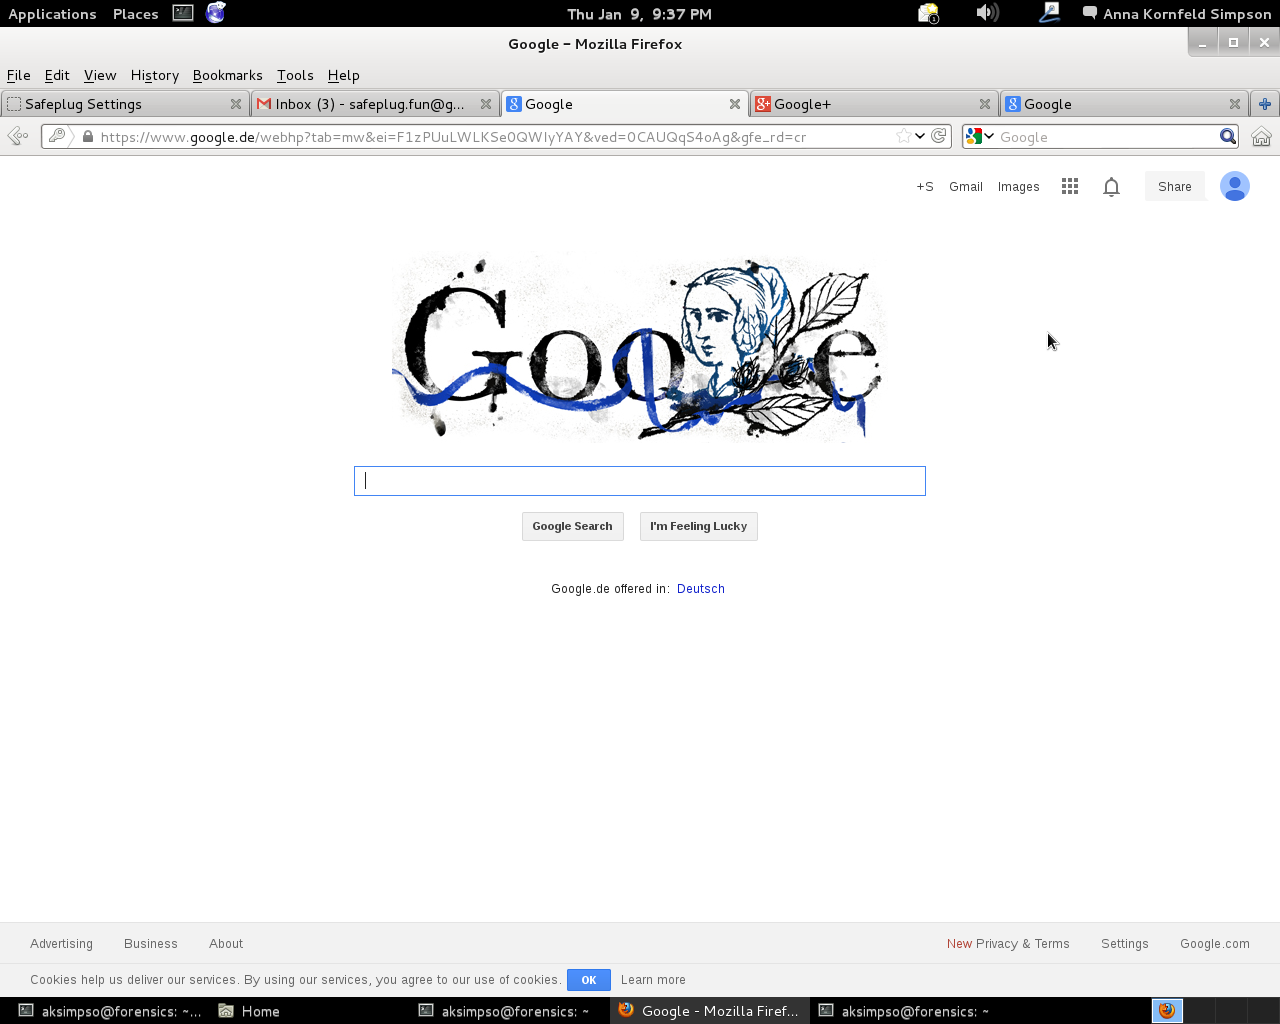 Applications Places Thu Jan 9, 9:37 PM 1 Anna Kornfeld Simpson
Google - Mozilla Firefox
File Edit View History Bookmarks Tools Help
Safeplug Settings Inbox (3) - safeplug.fun@g... Google Google+ Google
https://www.google.de/webhp?tab=mw&ei=F1zPUuLWLKSe0QWIyYAY&ved=0CAUQqS4oAg&gfe_rd=cr Google
+S Gmail Images Share
Google
Google Search I'm Feeling Lucky
Google.de offered in: Deutsch
Advertising Business About New Privacy & Terms Settings Google.com
Cookies help us deliver our services. By using our services, you agree to our use of cookies. OK Learn more
aksimpso@forensics: ~... Home aksimpso@forensics: ~ Google - Mozilla Firef... aksimpso@forensics: ~